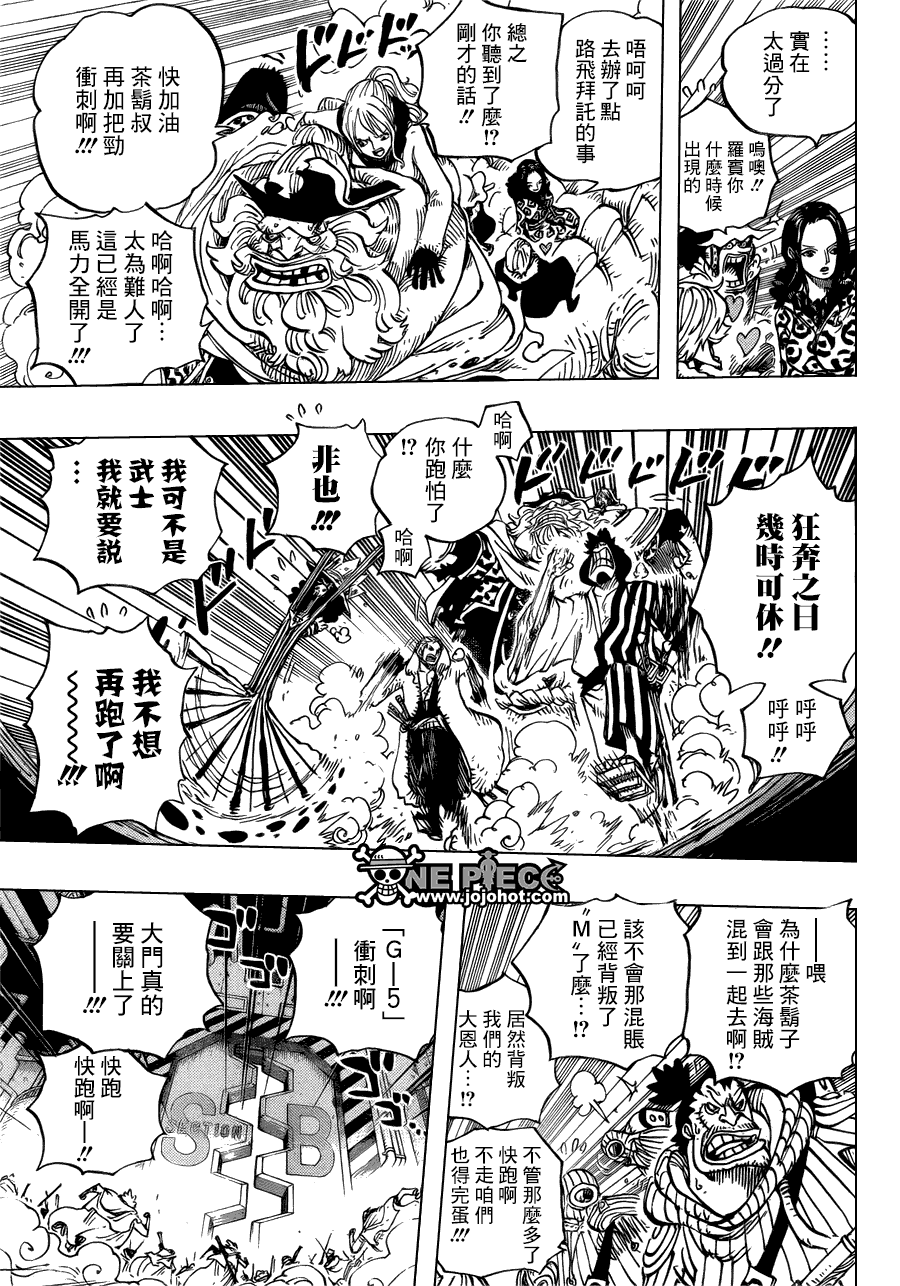 ……
實在
太過分了
嗚噢!!
羅賓你
什麼時候
出現的
唔呵呵
去辦了點
路飛拜託的事
總之
你聽到了麼!?
剛才的話!!
ドドド
快加油
茶鬍叔
再加把勁
衝刺啊!!!
哈啊哈啊…
太為難人了
這已經是
馬力全開了!!!
狂奔之日
幾時可休!!
呼呼
呼呼!!
ドドドド
哈啊
什麼
你跑怕了
!?
哈啊
非也!!!
ドドド
我可不是
武士
我就要說
…
我不想
再跑了啊
~~~~!!!
ONE PIECE
www.jojohot.com
——喂
為什麼茶鬍子
會跟那些海賊
混到一起去啊!?
該不會那混賬
已經背叛
“M”了麼…!?
居然背叛
我們的
大恩人…!?
不管那麼多了
快跑啊
不走咱們
也得完蛋!!!
「G—5」
衝刺啊
——!!!
ゴゴゴ
ゴゴゴ
大門真的
要關上了
——!!!
快跑
快跑啊—!!
SECTION
S B